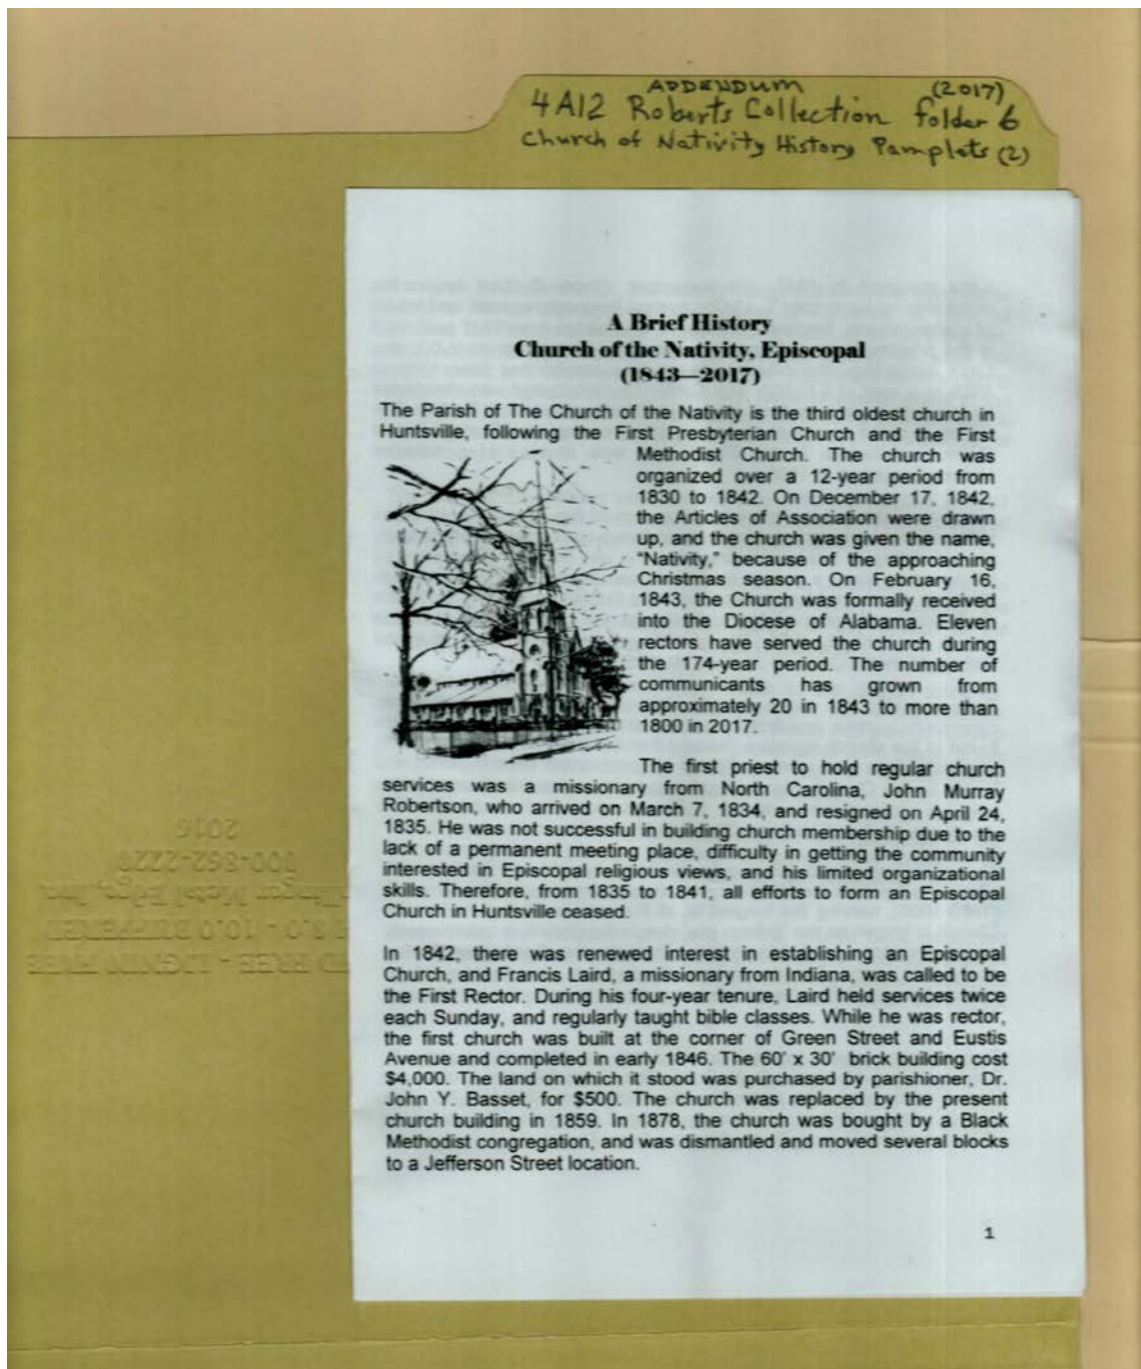 ADDENDUM (2017)
4A12 Roberts Collection folder 6
Church of Nativity History Pamplets (2)
A Brief History
Church of the Nativity, Episcopal
(1843—2017)
The Parish of The Church of the Nativity is the third oldest church in
Huntsville, following the First Presbyterian Church and the First
Methodist Church. The church was
organized over a 12-year period from
1830 to 1842. On December 17, 1842,
the Articles of Association were drawn
up, and the church was given the name,
"Nativity," because of the approaching
Christmas season. On February 16,
1843, the Church was formally received
into the Diocese of Alabama. Eleven
rectors have served the church during
the 174-year period. The number of
communicants has grown from
approximately 20 in 1843 to more than
1800 in 2017.
The first priest to hold regular church
services was a missionary from North Carolina, John Murray
Robertson, who arrived on March 7, 1834, and resigned on April 24,
1835. He was not successful in building church membership due to the
lack of a permanent meeting place, difficulty in getting the community
interested in Episcopal religious views, and his limited organizational
skills. Therefore, from 1835 to 1841, all efforts to form an Episcopal
Church in Huntsville ceased.
In 1842, there was renewed interest in establishing an Episcopal
Church, and Francis Laird, a missionary from Indiana, was called to be
the First Rector. During his four-year tenure, Laird held services twice
each Sunday, and regularly taught bible classes. While he was rector,
the first church was built at the corner of Green Street and Eustis
Avenue and completed in early 1846. The 60' x 30' brick building cost
$4,000. The land on which it stood was purchased by parishioner, Dr.
John Y. Basset, for $500. The church was replaced by the present
church building in 1859. In 1878, the church was bought by a Black
Methodist congregation, and was dismantled and moved several blocks
to a Jefferson Street location.
1
2016